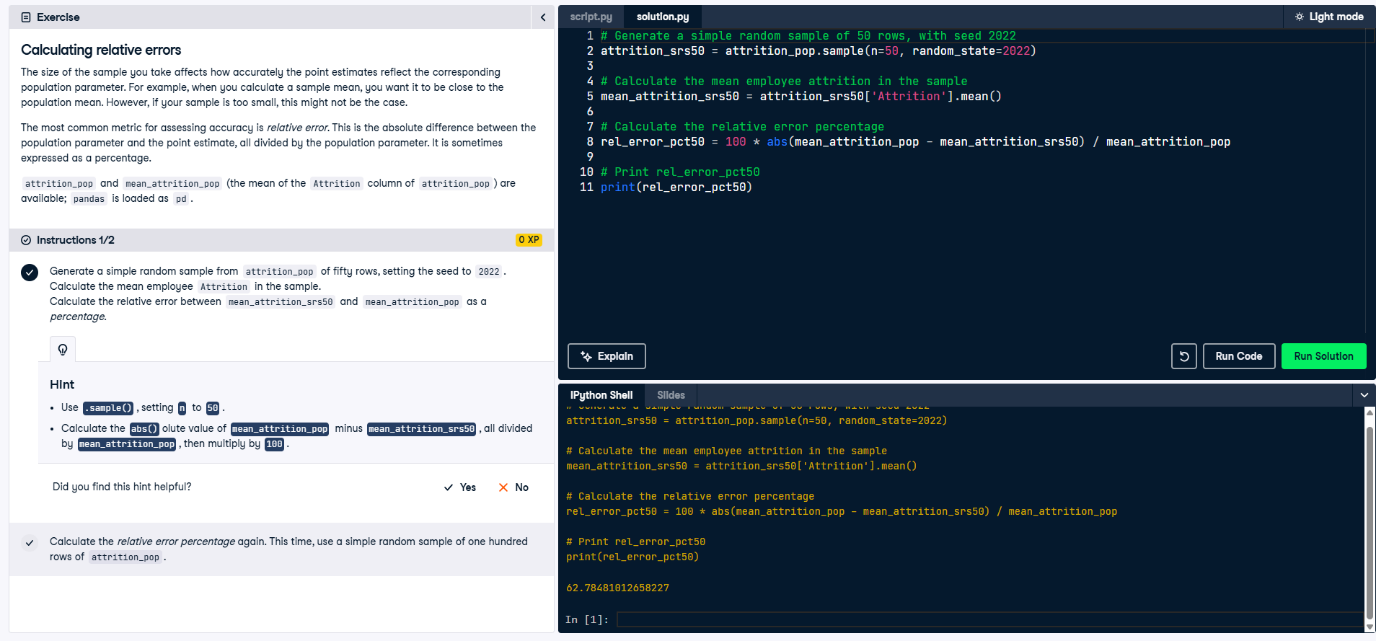 Exercise
Calculating relative errors
The size of the sample you take affects how accurately the point estimates reflect the corresponding
population parameter. For example, when you calculate a sample mean, you want it to be close to the
population mean. However, if your sample is too small, this might not be the case.
The most common metric for assessing accuracy is relative error. This is the absolute difference between the
population parameter and the point estimate, all divided by the population parameter. It is sometimes
expressed as a percentage.
attrition_pop and mean_attrition_pop (the mean of the Attrition column of attrition_pop ) are
available; pandas is loaded as pd .
Instructions 1/2
0 XP
Generate a simple random sample from attrition_pop of fifty rows, setting the seed to 2022 .
Calculate the mean employee Attrition in the sample.
Calculate the relative error between mean_attrition_srs50 and mean_attrition_pop as a
percentage.
Hint
• Use .sample() , setting n to 50 .
• Calculate the abs() olute value of mean_attrition_pop minus mean_attrition_srs50 , all divided
by mean_attrition_pop , then multiply by 100 .
Did you find this hint helpful?
Yes
No
Calculate the relative error percentage again. This time, use a simple random sample of one hundred
rows of attrition_pop .
script.py
solution.py
Light mode
1 # Generate a simple random sample of 50 rows, with seed 2022
2 attrition_srs50 = attrition_pop.sample(n=50, random_state=2022)
3
4 # Calculate the mean employee attrition in the sample
5 mean_attrition_srs50 = attrition_srs50['Attrition'].mean()
6
7 # Calculate the relative error percentage
8 rel_error_pct50 = 100 * abs(mean_attrition_pop - mean_attrition_srs50) / mean_attrition_pop
9
10 # Print rel_error_pct50
11 print(rel_error_pct50)
Explain
Run Code
Run Solution
IPython Shell
Slides
# Generate a simple random sample of 50 rows, with seed 2022
attrition_srs50 = attrition_pop.sample(n=50, random_state=2022)
# Calculate the mean employee attrition in the sample
mean_attrition_srs50 = attrition_srs50['Attrition'].mean()
# Calculate the relative error percentage
rel_error_pct50 = 100 * abs(mean_attrition_pop - mean_attrition_srs50) / mean_attrition_pop
# Print rel_error_pct50
print(rel_error_pct50)
62.78481012658227
In [1]: